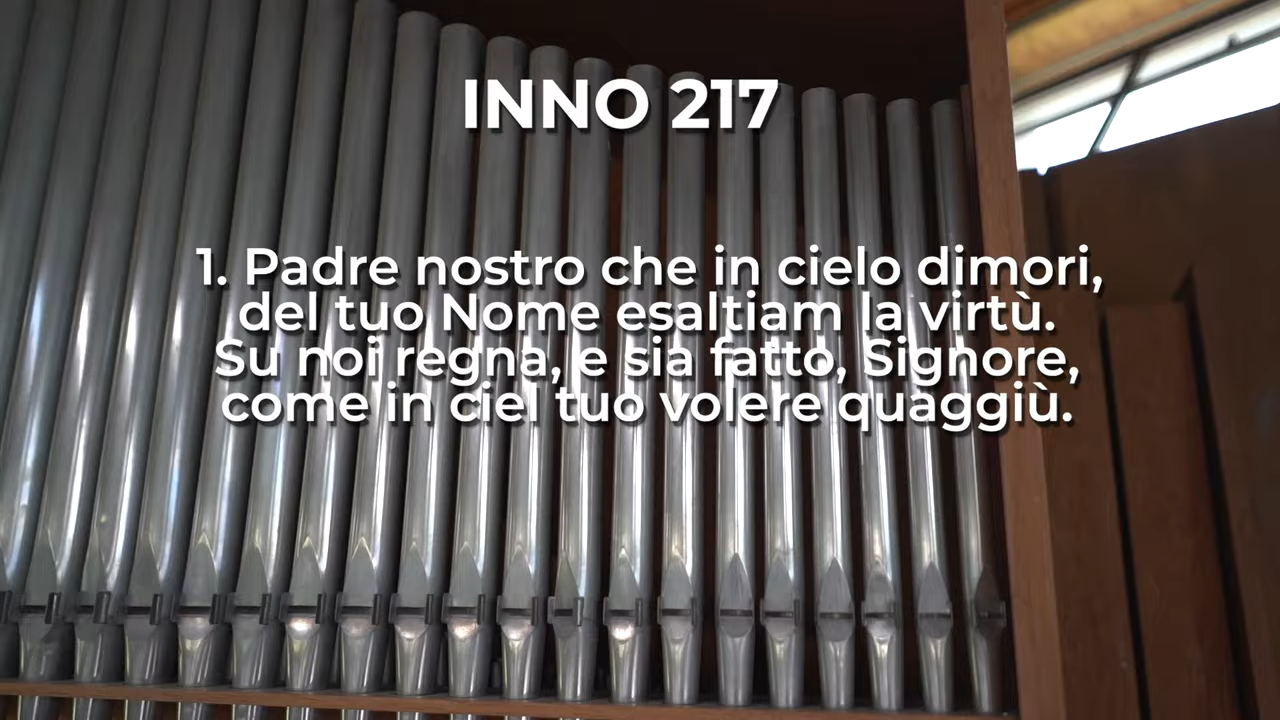 INNO 217
1. Padre nostro che in cielo dimori,
del tuo Nome esaltiam la virtù.
Su noi regna, e sia fatto, Signore,
come in ciel tuo volere quaggiù.